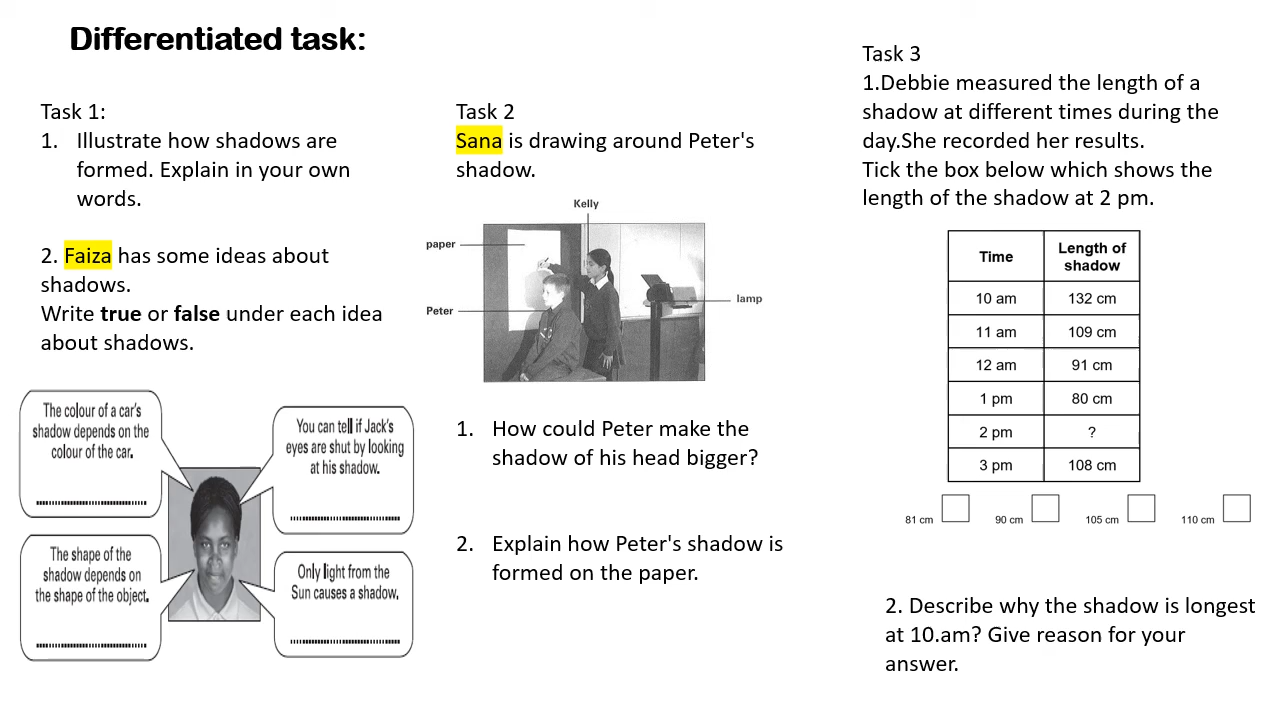 Differentiated task:
Task 1:
1. Illustrate how shadows are
formed. Explain in your own
words.
2. Faiza has some ideas about
shadows.
Write true or false under each idea
about shadows.
The colour of a car's
shadow depends on the
colour of the car.
You can tell if Jack's
eyes are shut by looking
at his shadow.
The shape of the
shadow depends on
the shape of the object.
Only light from the
Sun causes a shadow.
Task 2
Sana is drawing around Peter's
shadow.
Kelly
paper
Peter
lamp
1. How could Peter make the
shadow of his head bigger?
2. Explain how Peter's shadow is
formed on the paper.
Task 3
1.Debbie measured the length of a
shadow at different times during the
day.She recorded her results.
Tick the box below which shows the
length of the shadow at 2 pm.
Time Length of
shadow
10 am 132 cm
11 am 109 cm
12 am 91 cm
1 pm 80 cm
2 pm ?
3 pm 108 cm
81 cm 90 cm 105 cm 110 cm
2. Describe why the shadow is longest
at 10.am? Give reason for your
answer.